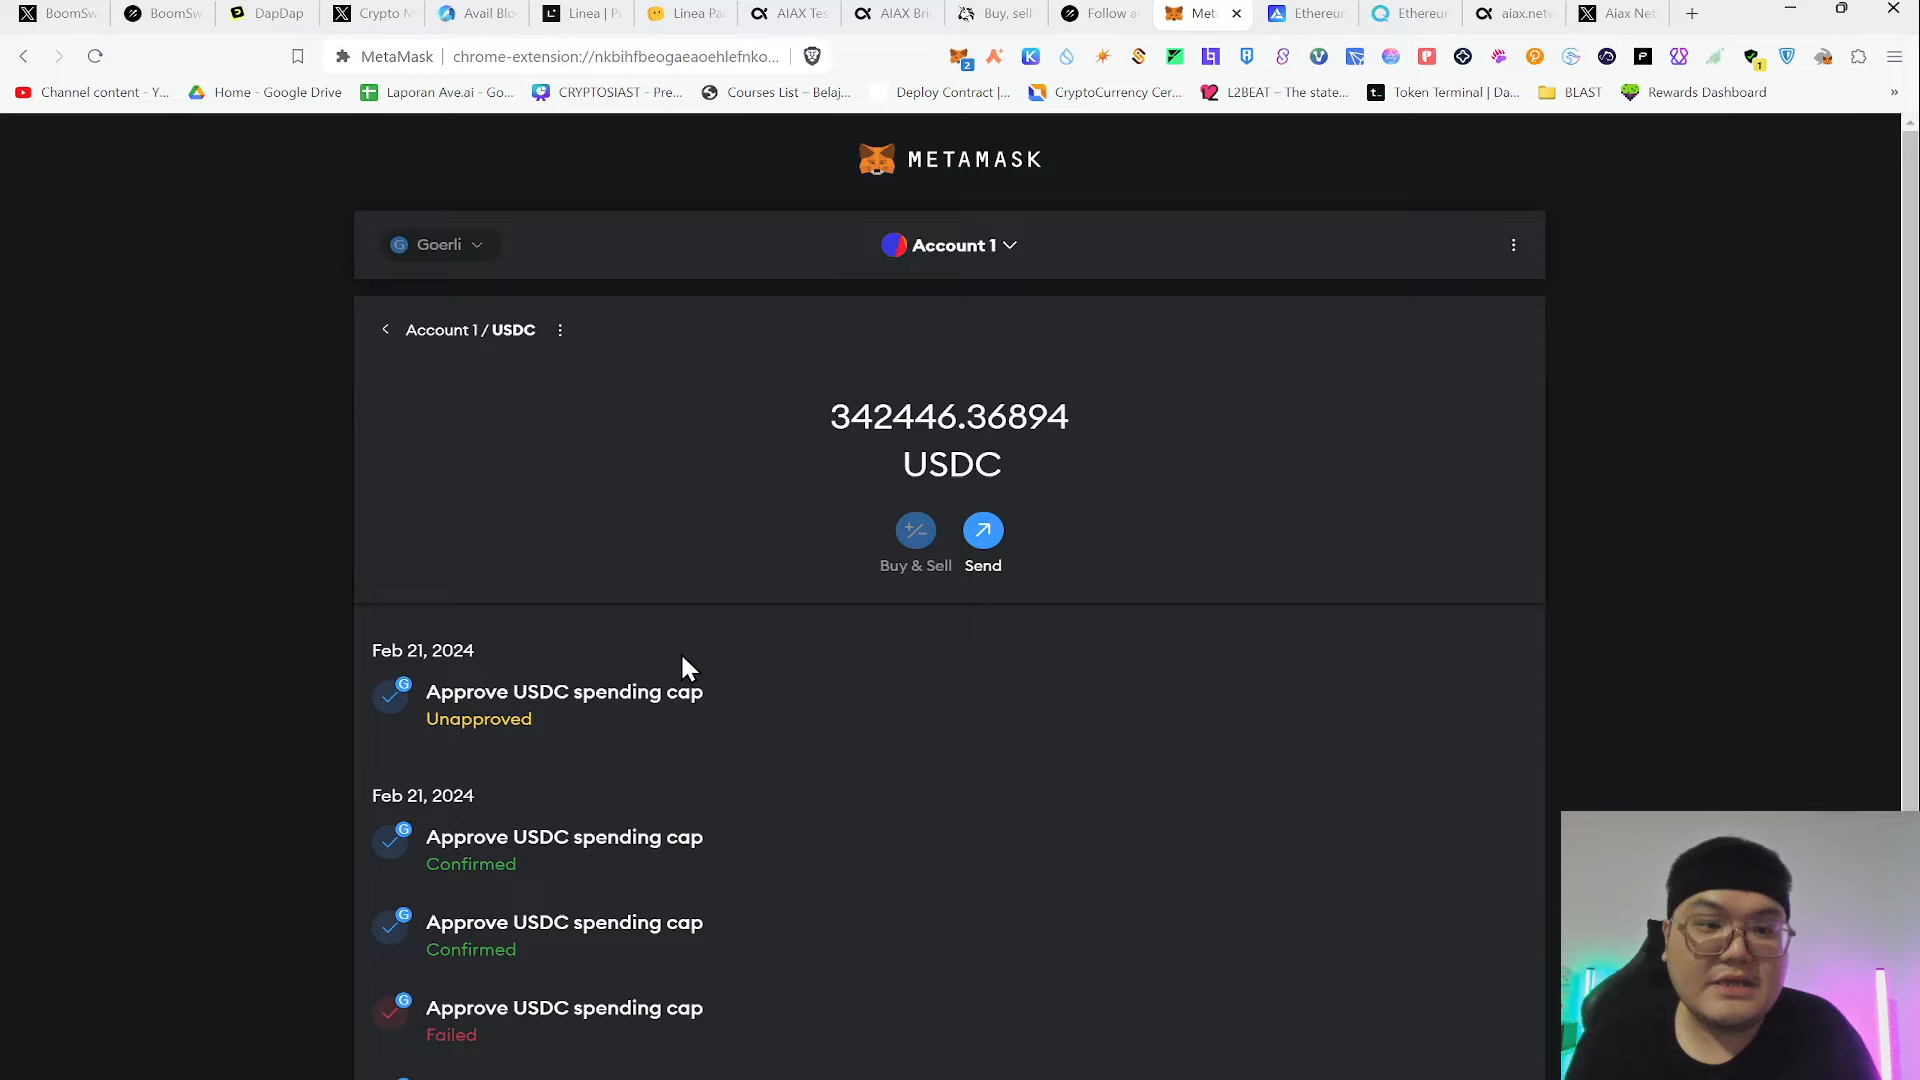 BoomSw
BoomSw
DapDap
Crypto M
Avail Blo
Linea | P
Linea Pa
AIAX Tes
AIAX Bri
Buy, sell
Follow a
Met
Ethereun
Ethereun
aiax.netw
Aiax Net
MetaMask
chrome-extension://nkbihfbeogaeaoehlefnko...
2
1
Channel content - Y...
Home - Google Drive
Laporan Ave.ai - Go...
CRYPTOSIAST - Pre...
Courses List – Belaj...
Deploy Contract |...
CryptoCurrency Cer...
L2BEAT – The state...
Token Terminal | Da...
BLAST
Rewards Dashboard
»
METAMASK
G Goerli
Account 1
Account 1 / USDC
342446.36894
USDC
Buy & Sell
Send
Feb 21, 2024
G
Approve USDC spending cap
Unapproved
Feb 21, 2024
G
Approve USDC spending cap
Confirmed
G
Approve USDC spending cap
Confirmed
G
Approve USDC spending cap
Failed